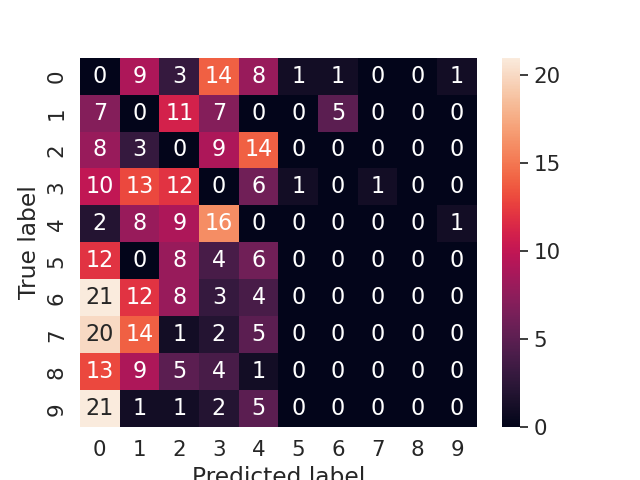 0 0 9 3 14 8 1 1 0 0 1
1 7 0 11 7 0 0 5 0 0 0
2 8 3 0 9 14 0 0 0 0 0
3 10 13 12 0 6 1 0 1 0 0
4 2 8 9 16 0 0 0 0 0 1
5 12 0 8 4 6 0 0 0 0 0
6 21 12 8 3 4 0 0 0 0 0
7 20 14 1 2 5 0 0 0 0 0
8 13 9 5 4 1 0 0 0 0 0
9 21 1 1 2 5 0 0 0 0 0
0 1 2 3 4 5 6 7 8 9
Predicted label
True label
20
15
10
5
0